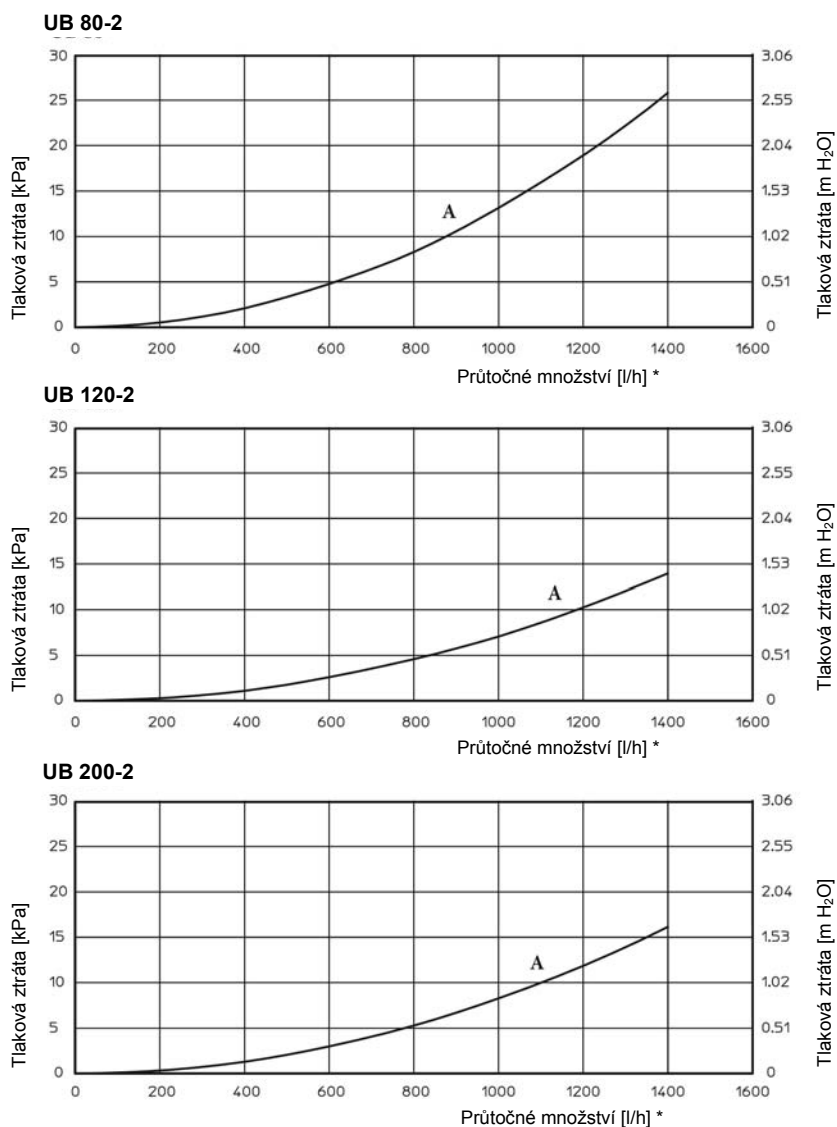 UB 80-2
30 3.06
25 2.55
20 2.04
15 1.53
A
10 1.02
5 0.51
0 0
Tlaková ztráta [kPa]
Tlaková ztráta [m H₂O]
0 200 400 600 800 1000 1200 1400 1600
Průtočné množství [l/h] *
UB 120-2
30 3.06
25 2.55
20 2.04
15 1.53
A
10 1.02
5 0.51
0 0
Tlaková ztráta [kPa]
Tlaková ztráta [m H₂O]
0 200 400 600 800 1000 1200 1400 1600
Průtočné množství [l/h] *
UB 200-2
30 3.06
25 2.55
20 2.04
15 1.53
A
10 1.02
5 0.51
0 0
Tlaková ztráta [kPa]
Tlaková ztráta [m H₂O]
0 200 400 600 800 1000 1200 1400 1600
Průtočné množství [l/h] *